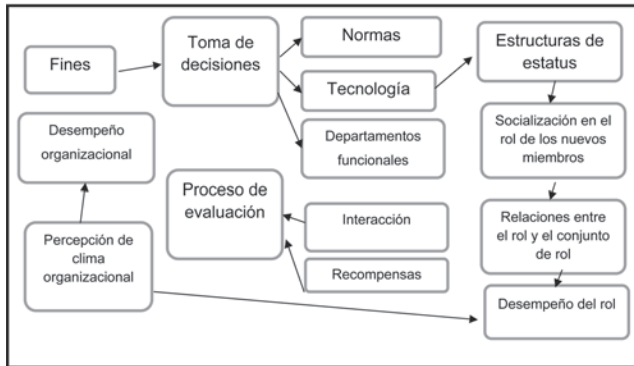 Fines
Toma de
decisiones
Normas
Tecnología
Departamentos
funcionales
Estructuras de
estatus
Socialización en el
rol de los nuevos
miembros
Relaciones entre
el rol y el conjunto
de rol
Desempeño del rol
Desempeño
organizacional
Percepción de
clima
organizacional
Proceso de
evaluación
Interacción
Recompensas